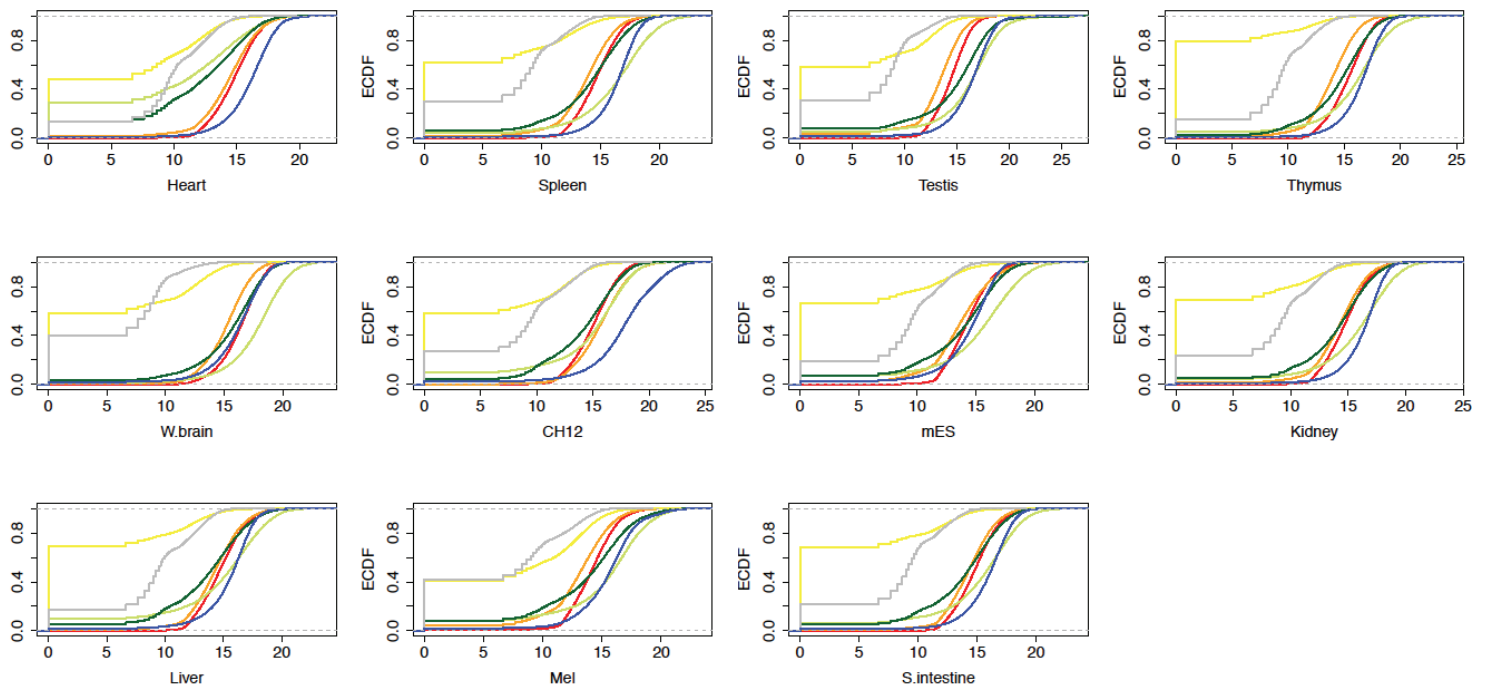 0.0 0.4 0.8
0 5 10 15 20
Heart
ECDF
0.0 0.4 0.8
0 5 10 15 20
Spleen
ECDF
0.0 0.4 0.8
0 5 10 15 20 25
Testis
ECDF
0.0 0.4 0.8
0 5 10 15 20 25
Thymus
0.0 0.4 0.8
0 5 10 15 20
W.brain
ECDF
0.0 0.4 0.8
0 5 10 15 20 25
CH12
ECDF
0.0 0.4 0.8
0 5 10 15 20
mES
ECDF
0.0 0.4 0.8
0 5 10 15 20 25
Kidney
0.0 0.4 0.8
0 5 10 15 20
Liver
ECDF
0.0 0.4 0.8
0 5 10 15 20
Mel
ECDF
0.0 0.4 0.8
0 5 10 15 20
S.intestine